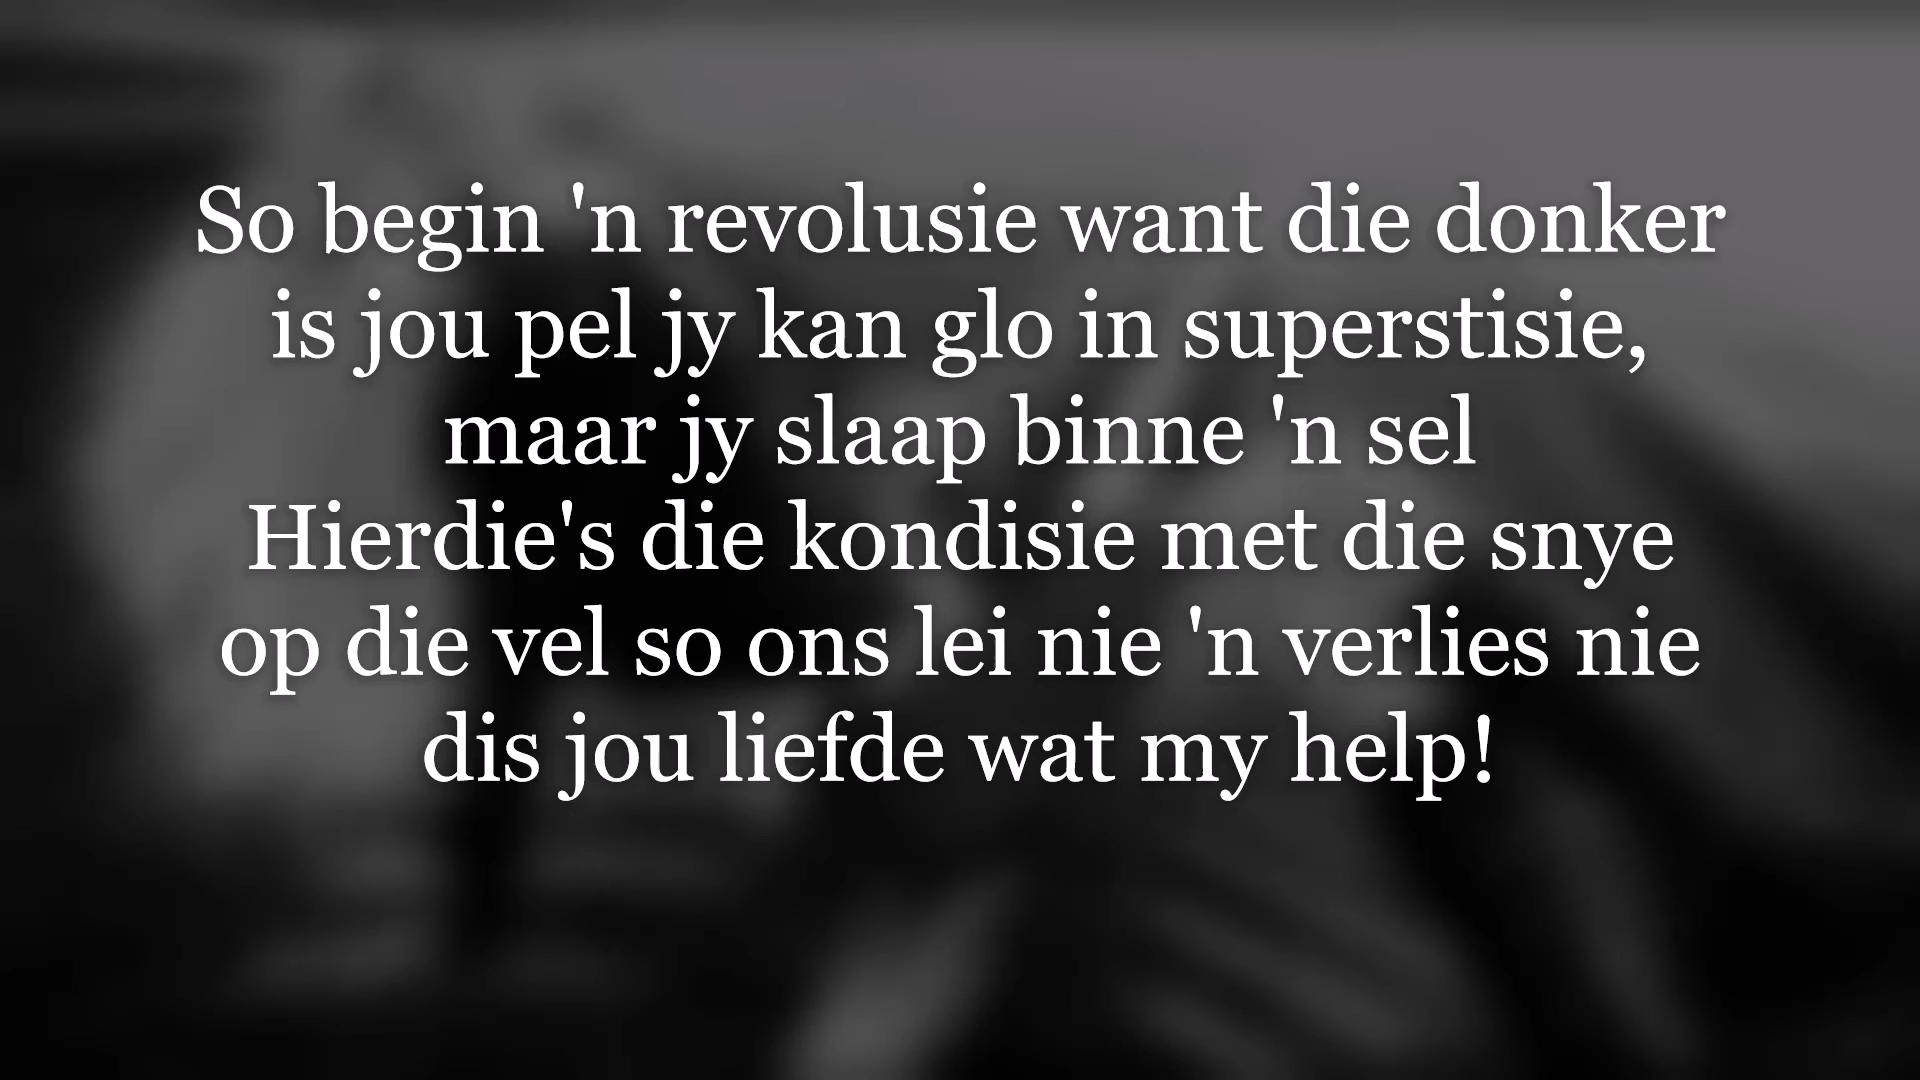 So begin 'n revolusie want die donker
is jou pel jy kan glo in superstisie,
maar jy slaap binne 'n sel
Hierdie's die kondisie met die snye
op die vel so ons lei nie 'n verlies nie
dis jou liefde wat my help!